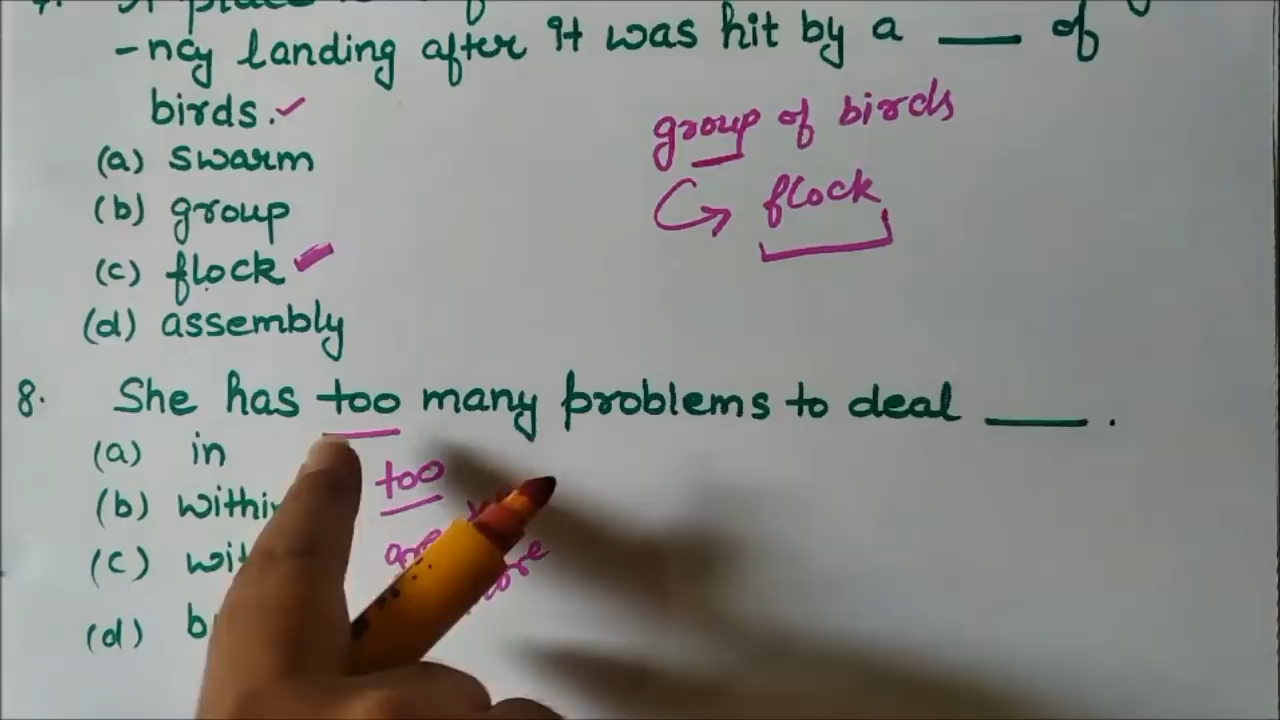 -ncy landing after it was hit by a ___ of
birds.
(a) swarm
(b) group
(c) flock
(d) assembly
group of birds
flock
8. She has too many problems to deal ___ .
(a) in
(b)
(c)
(d)
too